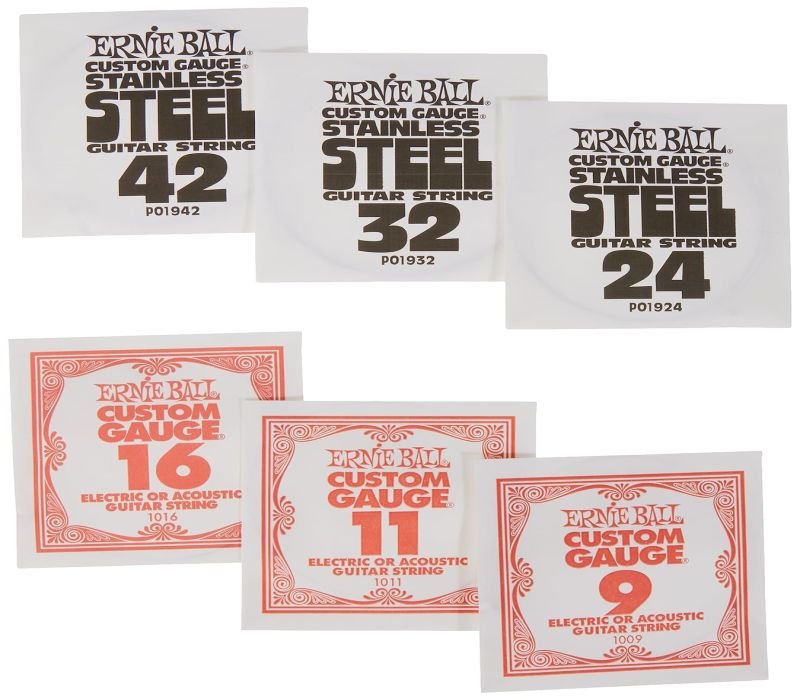 ERNIE BALL®
CUSTOM GAUGE®
STAINLESS
STEEL
GUITAR STRING
42
PO1942
ERNIE BALL®
CUSTOM GAUGE®
STAINLESS
STEEL
GUITAR STRING
32
PO1932
ERNIE BALL®
CUSTOM GAUGE®
STAINLESS
STEEL
GUITAR STRING
24
PO1924
ERNIE BALL®
CUSTOM
GAUGE®
16
ELECTRIC OR ACOUSTIC
GUITAR STRING
1016
ERNIE BALL®
CUSTOM
GAUGE®
11
ELECTRIC OR ACOUSTIC
GUITAR STRING
1011
ERNIE BALL®
CUSTOM
GAUGE®
9
ELECTRIC OR ACOUSTIC
GUITAR STRING
1009